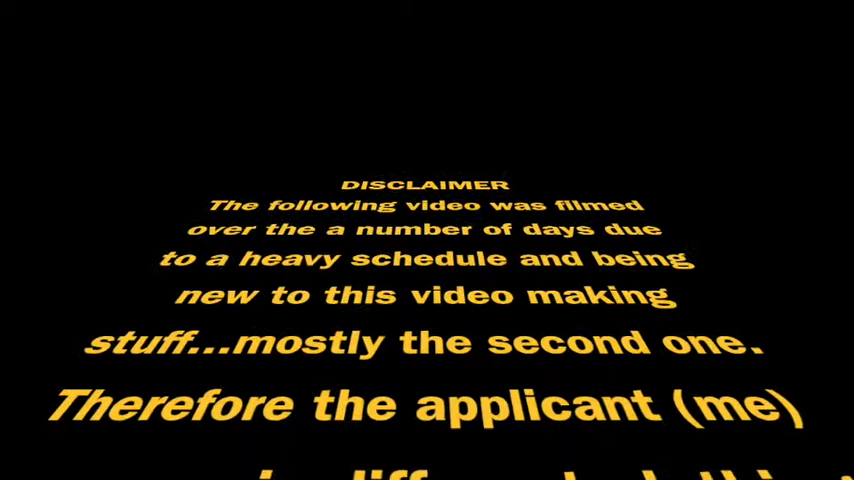 DISCLAIMER
The following video was filmed
over the a number of days due
to a heavy schedule and being
new to this video making
stuff...mostly the second one.
Therefore the applicant (me)